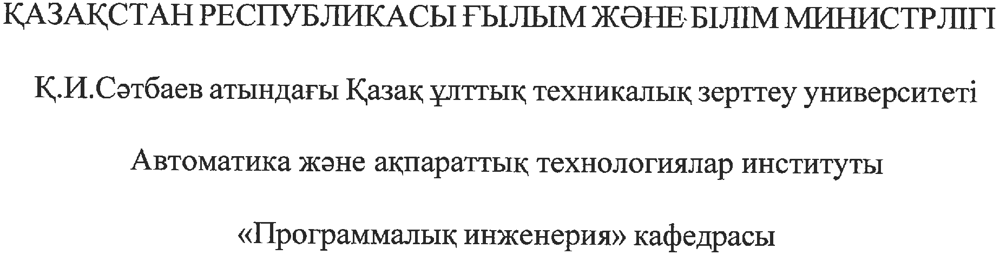 ҚАЗАҚСТАН РЕСПУБЛИКАСЫ ҒЫЛЫМ ЖӘНЕ БІЛІМ МИНИСТРЛІГІ
Қ.И.Сәтбаев атындағы Қазақ ұлттық техникалық зерттеу университеті
Автоматика және ақпараттық технологиялар институты
«Программалық инженерия» кафедрасы